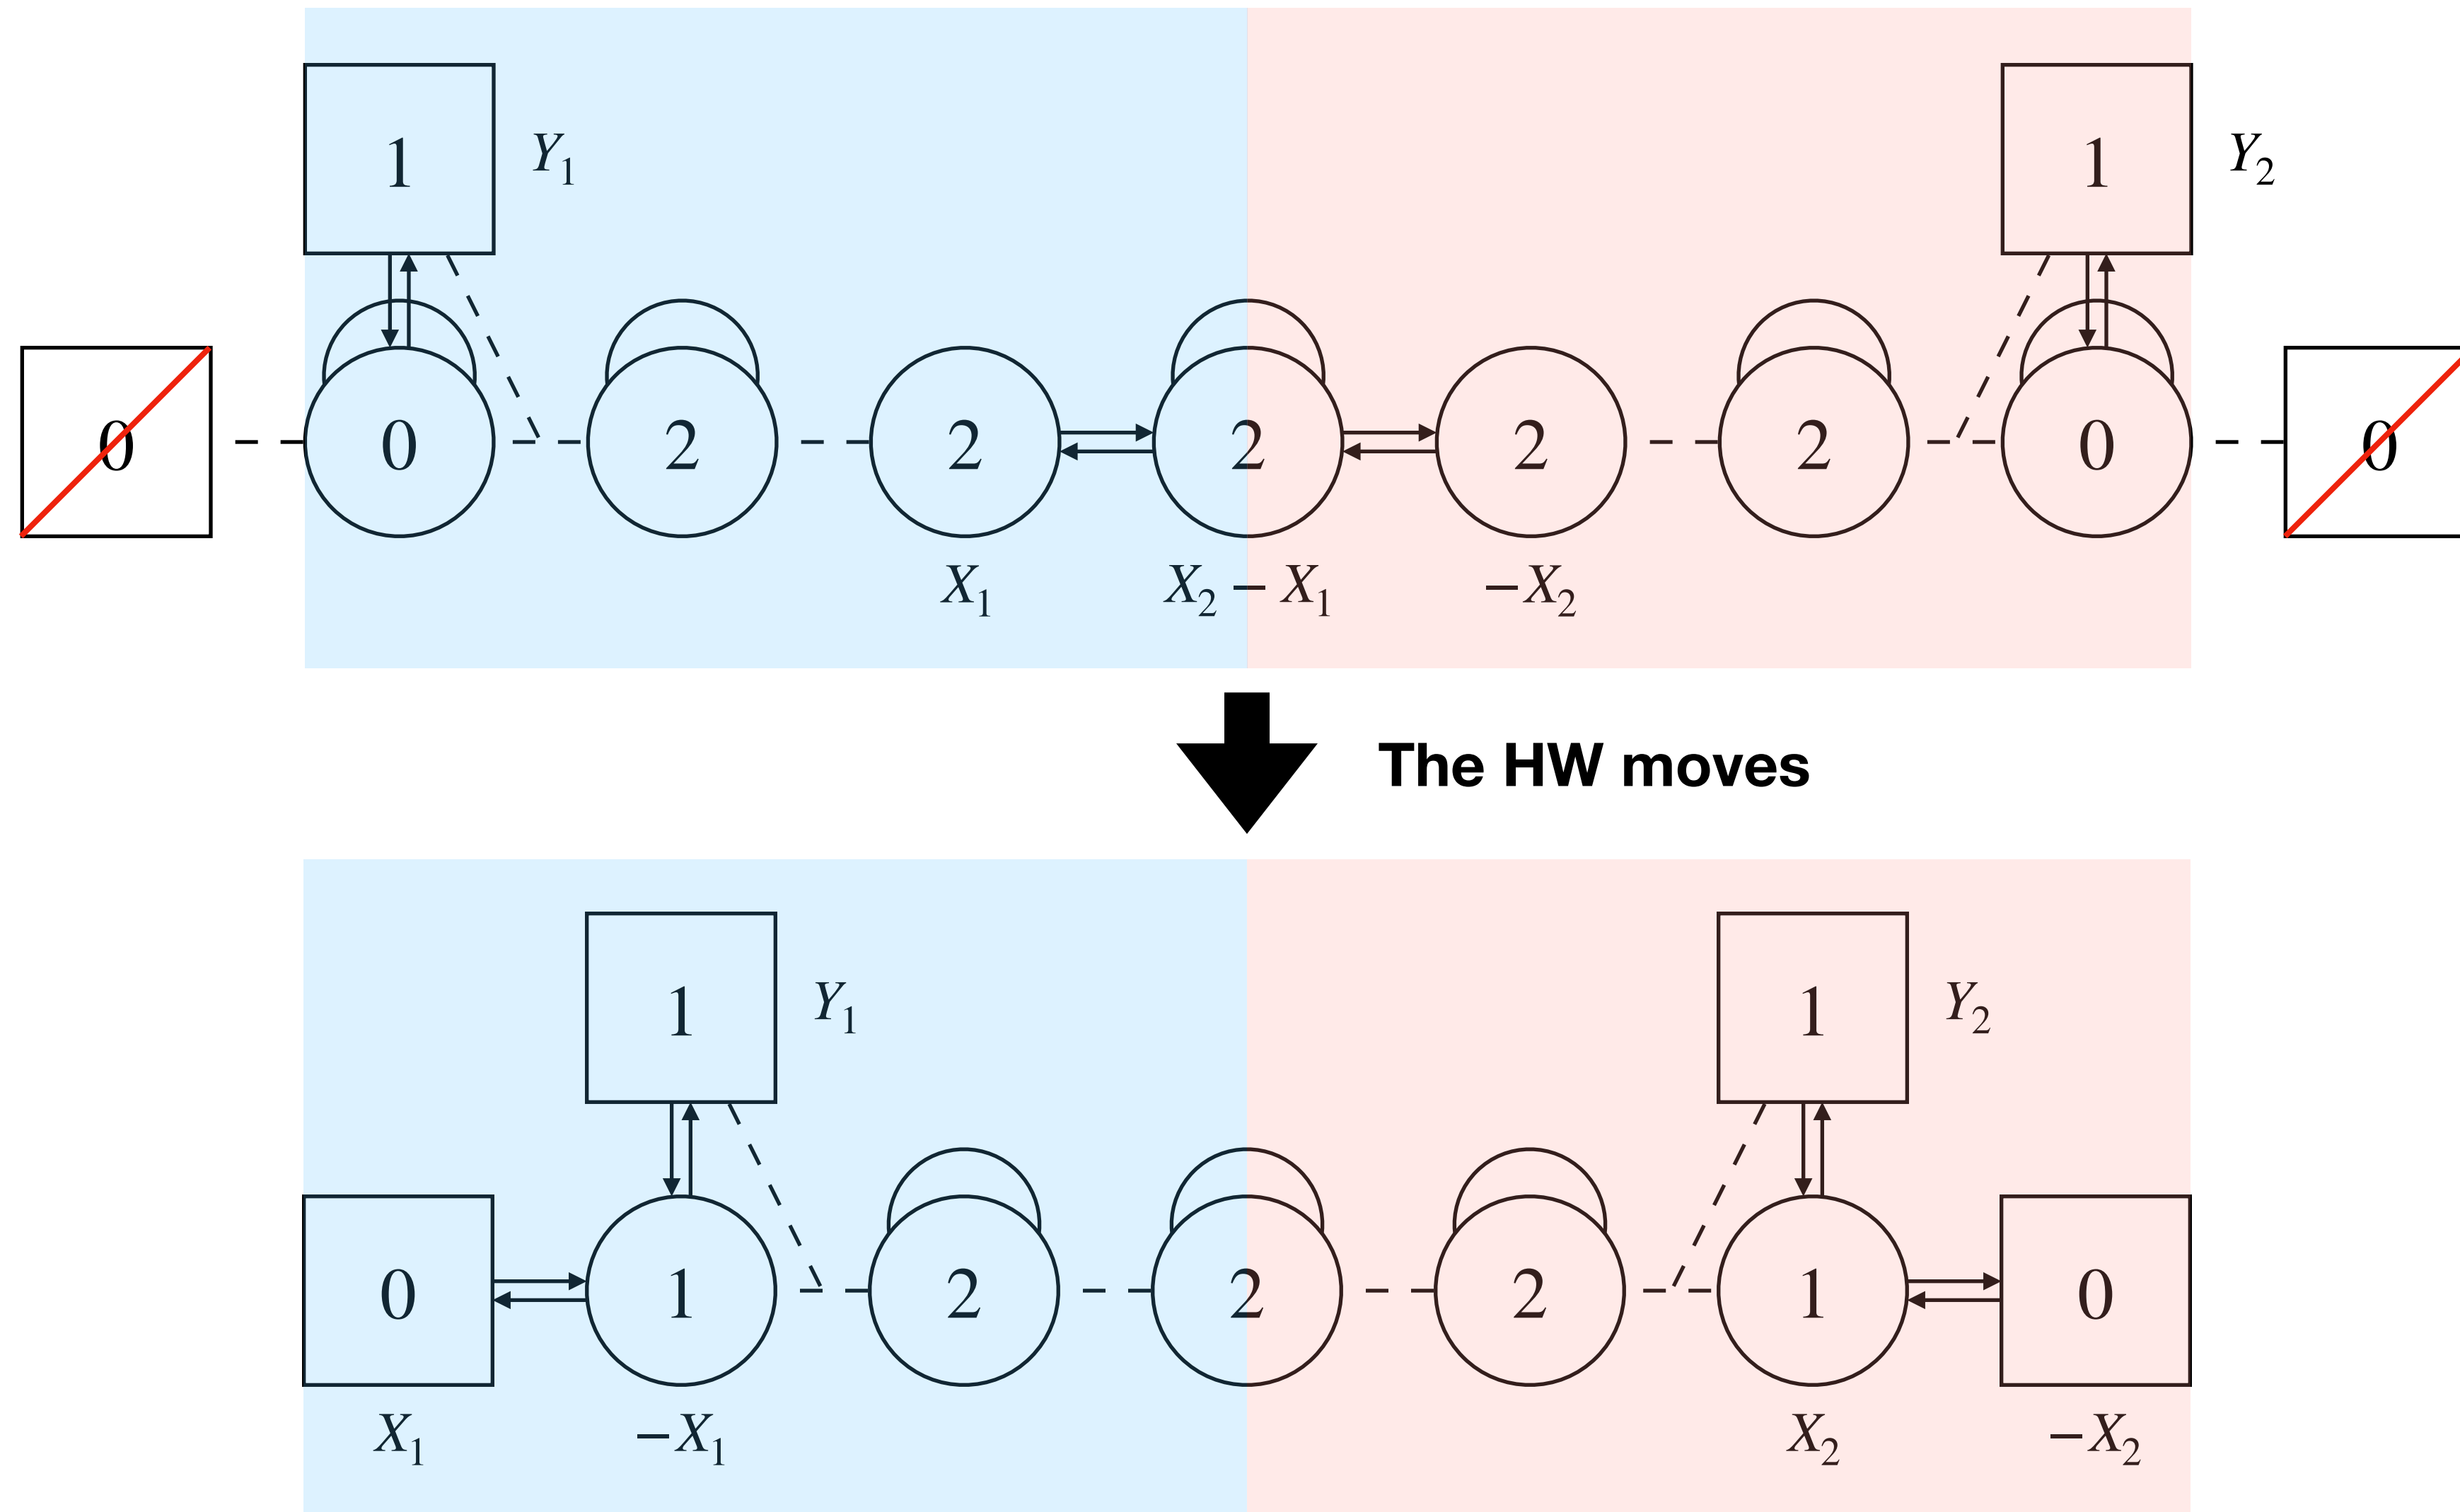 1 Y₁ 1 Y₂
0 0 2 2 2 2 2 0 0
X₁ X₂ − X₁ −X₂
The HW moves
1 Y₁ 1 Y₂
0 1 2 2 2 1 0
X₁ −X₁ X₂ −X₂